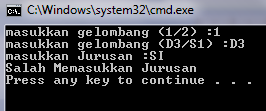 C:\Windows\system32\cmd.exe
masukkan gelombang (1/2) :1
masukkan gelombang (D3/S1) :D3
masukan Jurusan :SI
Salah Memasukkan Jurusan
Press any key to continue . . .